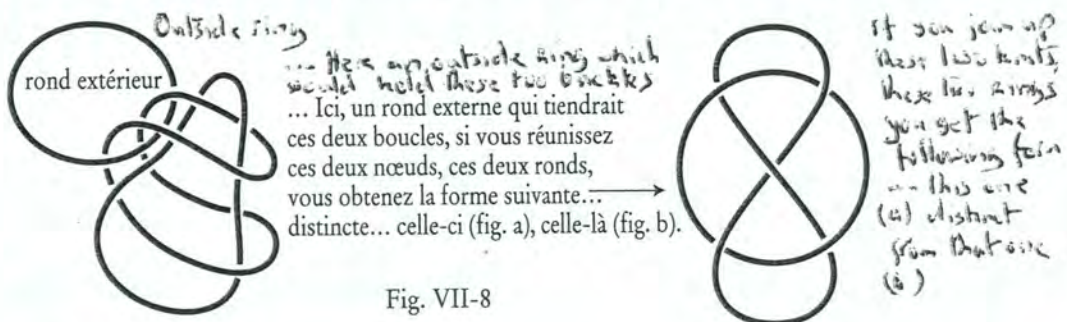 Outside ring
rond extérieur
... Here an outside ring which
would hold these two buckles
... Ici, un rond externe qui tiendrait
ces deux boucles, si vous réunissez
ces deux nœuds, ces deux ronds,
vous obtenez la forme suivante...
distincte... celle-ci (fig. a), celle-là (fig. b).
Fig. VII-8
if you join up
these two knots,
these two rings
you get the
following form
... this one
(a) distinct
from that one
(b)